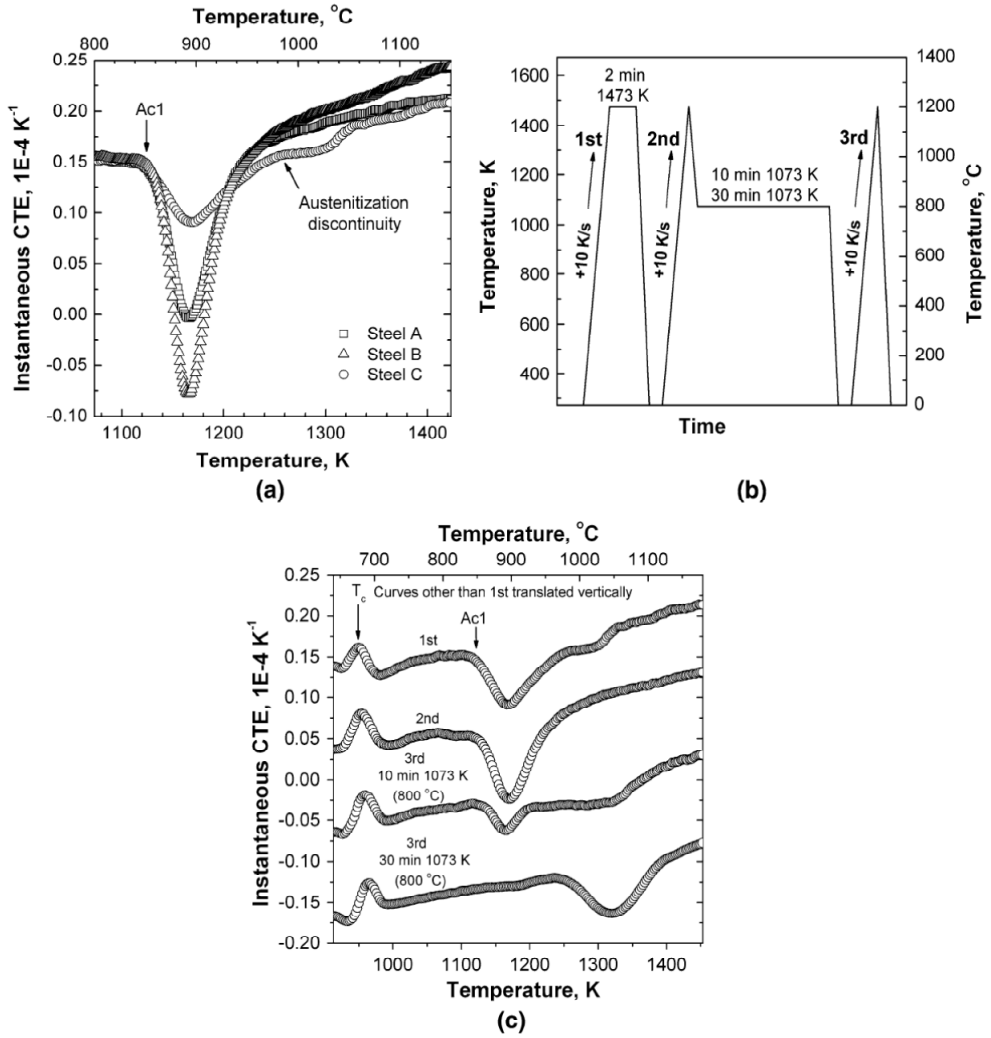 Temperature, °C
800 900 1000 1100
0.25
0.20
0.15
0.10
0.05
0.00
-0.05
-0.10
Instantaneous CTE, 1E-4 K⁻¹
Ac1
Austenitization
discontinuity
Steel A
Steel B
Steel C
1100 1200 1300 1400
Temperature, K
(a)
1600
1400
1200
1000
800
600
400
Temperature, K
2 min
1473 K
1st
+10 K/s
2nd
+10 K/s
10 min 1073 K
30 min 1073 K
3rd
+10 K/s
1400
1200
1000
800
600
400
200
0
Temperature, °C
Time
(b)
Temperature, °C
700 800 900 1000 1100
0.25
0.20
0.15
0.10
0.05
0.00
-0.05
-0.10
-0.15
-0.20
Instantaneous CTE, 1E-4 K⁻¹
Tc Curves other than 1st translated vertically
Ac1
1st
2nd
3rd
10 min 1073 K
(800 °C)
3rd
30 min 1073 K
(800 °C)
1000 1100 1200 1300 1400
Temperature, K
(c)